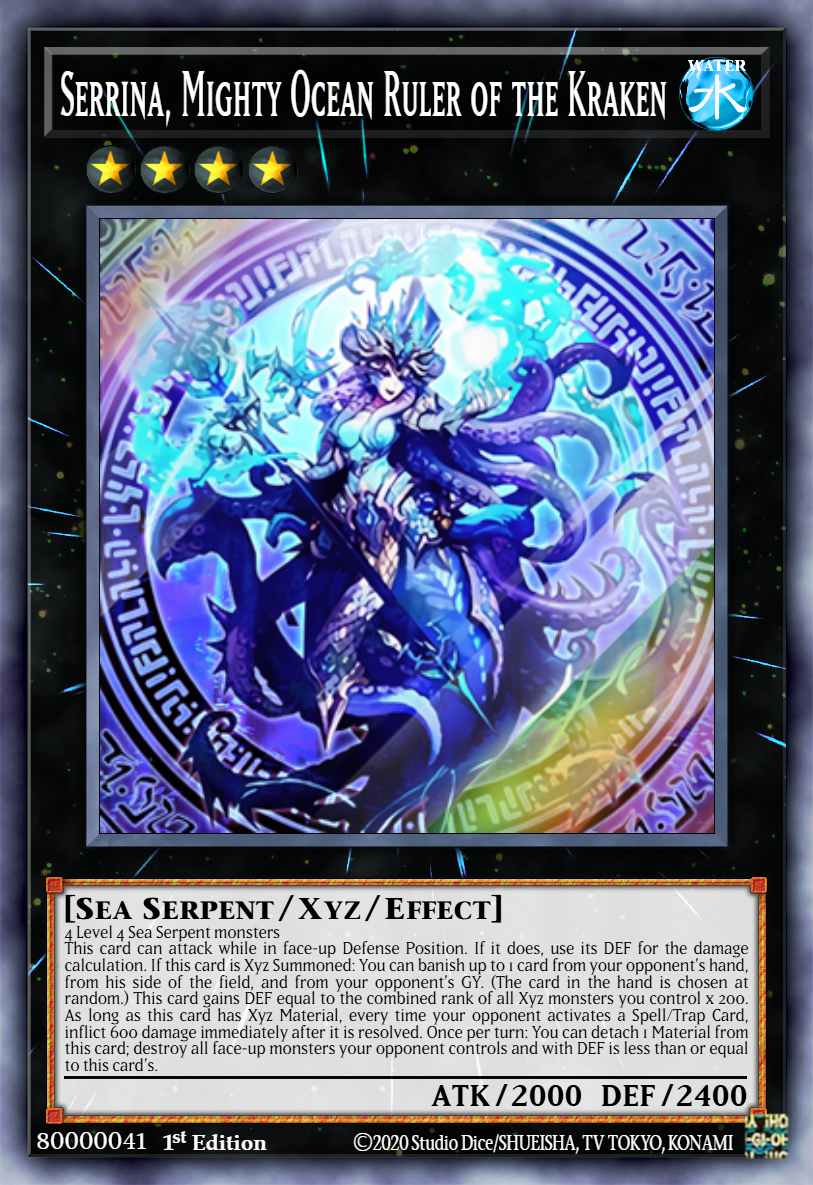 Serrina, Mighty Ocean Ruler of the Kraken
WATER
水
[Sea Serpent/Xyz/Effect]
4 Level 4 Sea Serpent monsters
This card can attack while in face-up Defense Position. If it does, use its DEF for the damage
calculation. If this card is Xyz Summoned: You can banish up to 1 card from your opponent's hand,
from his side of the field, and from your opponent's GY. (The card in the hand is chosen at
random.) This card gains DEF equal to the combined rank of all Xyz monsters you control x 200.
As long as this card has Xyz Material, every time your opponent activates a Spell/Trap Card,
inflict 600 damage immediately after it is resolved. Once per turn: You can detach 1 Material from
this card; destroy all face-up monsters your opponent controls and with DEF is less than or equal
to this card's.
ATK/2000 DEF/2400
80000041 1st Edition ©2020 Studio Dice/SHUEISHA, TV TOKYO, KONAMI